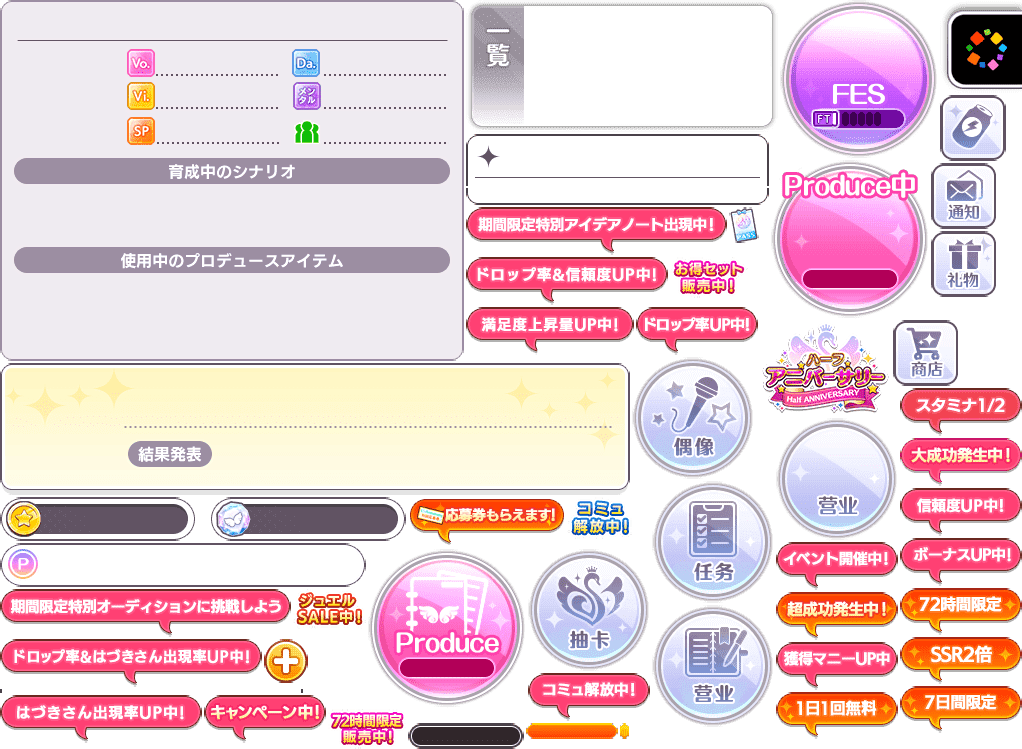 Vo.
Da.
Vi.
メンタル
SP
育成中のシナリオ
使用中のプロデュースアイテム
一覧
FES
FT
Produce中
通知
礼物
期間限定特別アイデアノート出現中!
PASS
ドロップ率&信頼度UP中!
お得セット
販売中!
満足度上昇量UP中!
ドロップ率UP中!
ハーフ
アニバーサリー
Half ANNIVERSARY
商店
スタミナ1/2
偶像
大成功発生中!
结果発表
営业
信頼度UP中!
応募券もらえます!
コミュ
解放中!
任务
イベント開催中!
ボーナスUP中!
P
期間限定特別オーディションに挑戦しよう
ジュエル
SALE中!
Produce
抽卡
超成功発生中!
72時間限定
ドロップ率&はづきさん出現率UP中!
コミュ解放中!
营业
獲得マニーUP中
SSR2倍
はづきさん出現率UP中!
キャンペーン中!
72時間限定
販売中!
1日1回無料
7日間限定